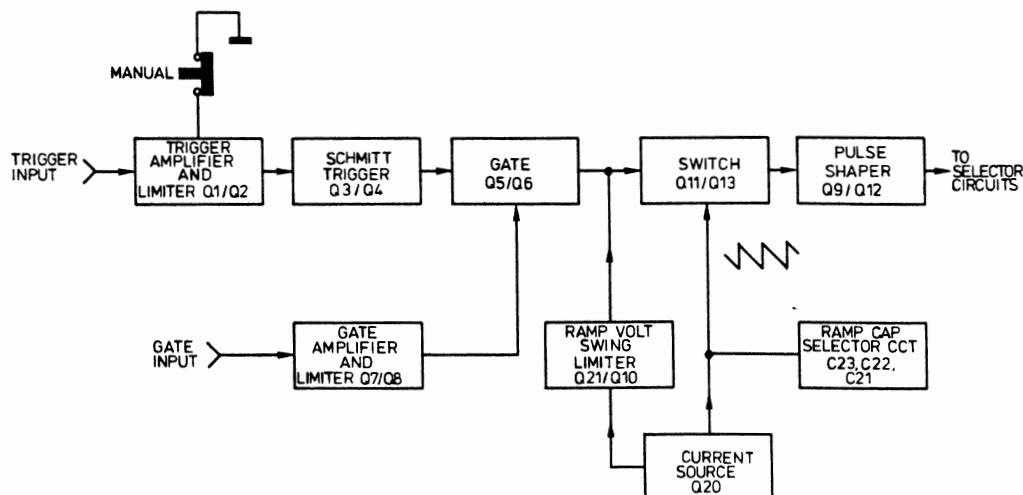 MANUAL
TRIGGER
INPUT
TRIGGER
AMPLIFIER
AND
LIMITER Q1/Q2
SCHMITT
TRIGGER
Q3/Q4
GATE
Q5/Q6
SWITCH
Q11/Q13
PULSE
SHAPER
Q9/Q12
TO
SELECTOR
CIRCUITS
GATE
INPUT
GATE
AMPLIFIER
AND
LIMITER Q7/Q8
RAMP VOLT
SWING
LIMITER
Q21/Q10
RAMP CAP
SELECTOR CCT
C23,C22,
C21
CURRENT
SOURCE
Q20